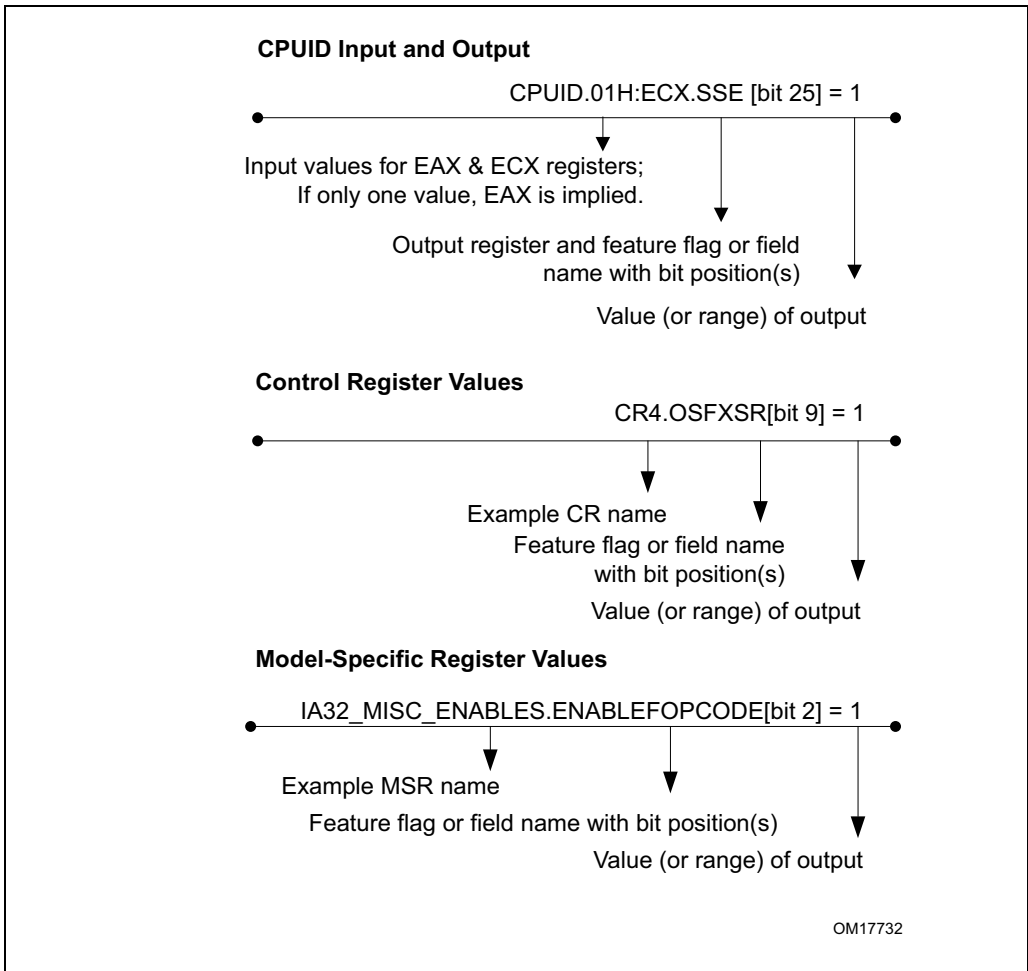 CPUID Input and Output
CPUID.01H:ECX.SSE [bit 25] = 1
Input values for EAX & ECX registers;
If only one value, EAX is implied.
Output register and feature flag or field
name with bit position(s)
Value (or range) of output
Control Register Values
CR4.OSFXSR[bit 9] = 1
Example CR name
Feature flag or field name
with bit position(s)
Value (or range) of output
Model-Specific Register Values
IA32_MISC_ENABLES.ENABLEFOPCODE[bit 2] = 1
Example MSR name
Feature flag or field name with bit position(s)
Value (or range) of output
OM17732